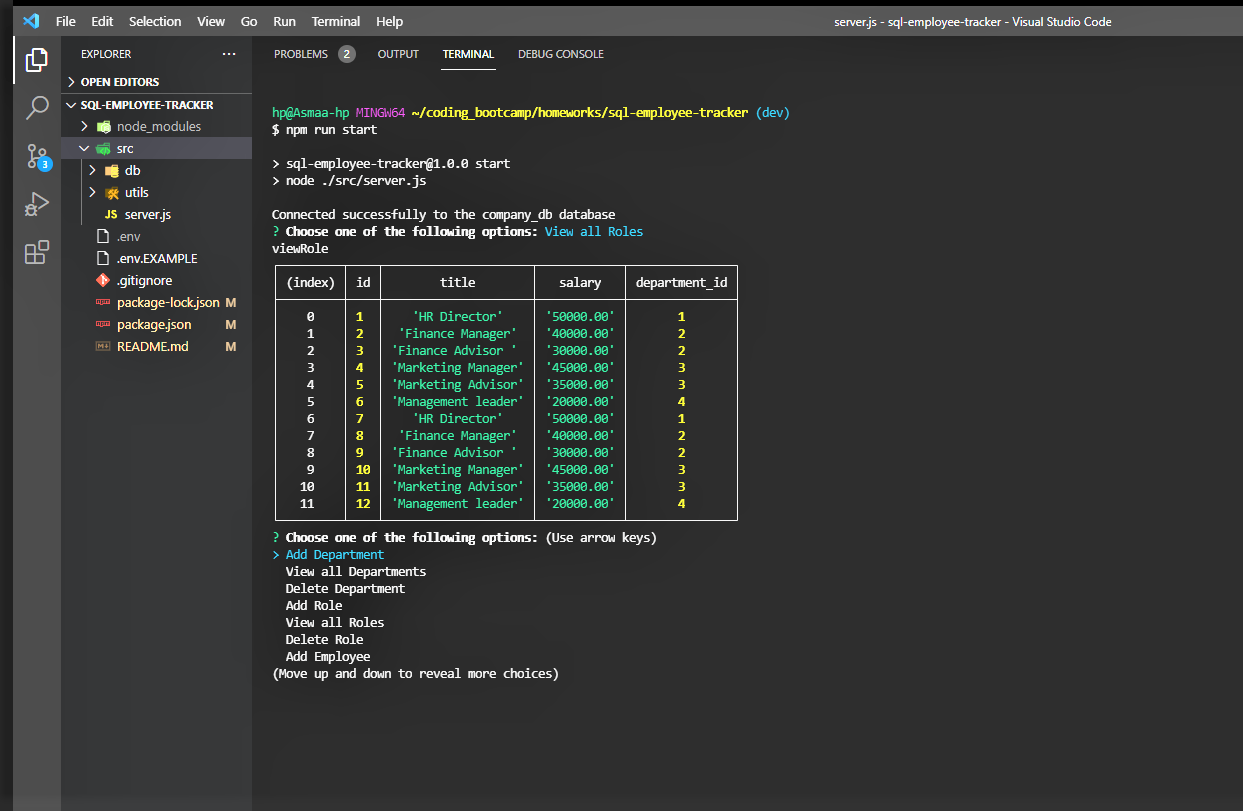 File Edit Selection View Go Run Terminal Help server.js - sql-employee-tracker - Visual Studio Code
EXPLORER ...
OPEN EDITORS
SQL-EMPLOYEE-TRACKER
node_modules
src
db
utils
JS server.js
.env
.env.EXAMPLE
.gitignore
npm package-lock.json M
npm package.json M
M↓ README.md M
3
PROBLEMS 2 OUTPUT TERMINAL DEBUG CONSOLE
hp@Asmaa-hp MINGW64 ~/coding_bootcamp/homeworks/sql-employee-tracker (dev)
$ npm run start
> sql-employee-tracker@1.0.0 start
> node ./src/server.js
Connected successfully to the company_db database
? Choose one of the following options: View all Roles
viewRole
(index) id title salary department_id
0 1 'HR Director' '50000.00' 1
1 2 'Finance Manager' '40000.00' 2
2 3 'Finance Advisor ' '30000.00' 2
3 4 'Marketing Manager' '45000.00' 3
4 5 'Marketing Advisor' '35000.00' 3
5 6 'Management leader' '20000.00' 4
6 7 'HR Director' '50000.00' 1
7 8 'Finance Manager' '40000.00' 2
8 9 'Finance Advisor ' '30000.00' 2
9 10 'Marketing Manager' '45000.00' 3
10 11 'Marketing Advisor' '35000.00' 3
11 12 'Management leader' '20000.00' 4
? Choose one of the following options: (Use arrow keys)
> Add Department
View all Departments
Delete Department
Add Role
View all Roles
Delete Role
Add Employee
(Move up and down to reveal more choices)